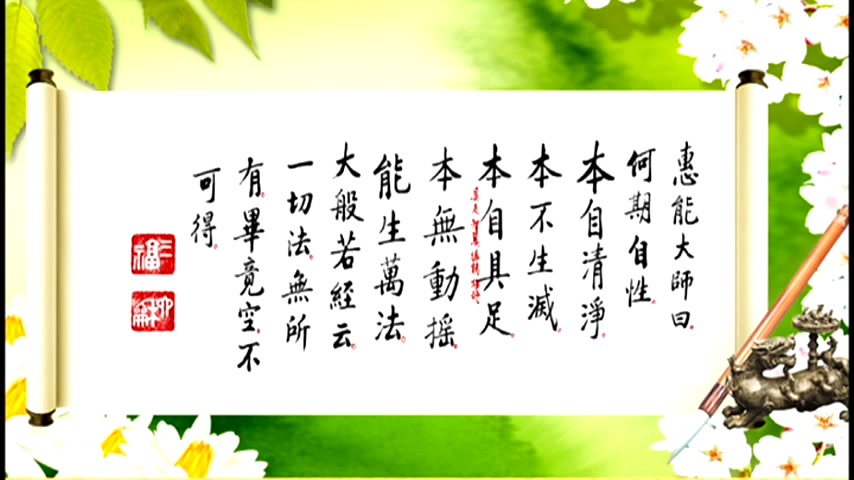 惠能大師曰
何期自性
本自清淨
本不生滅
本自具足
本無動摇
能生萬法
大般若経云
一切法無所
有畢竟空不
可得